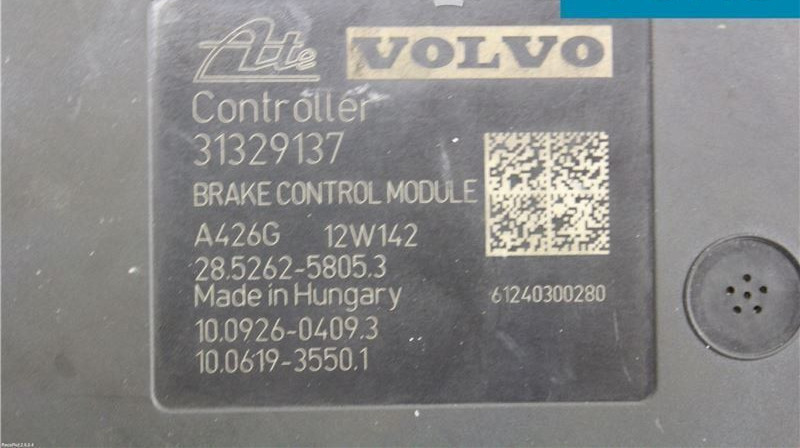 Ate VOLVO
Controller
31329137
BRAKE CONTROL MODULE
A426G 12W142
28.5262-5805.3
Made in Hungary 61240300280
10.0926-0409.3
10.0619-3550.1